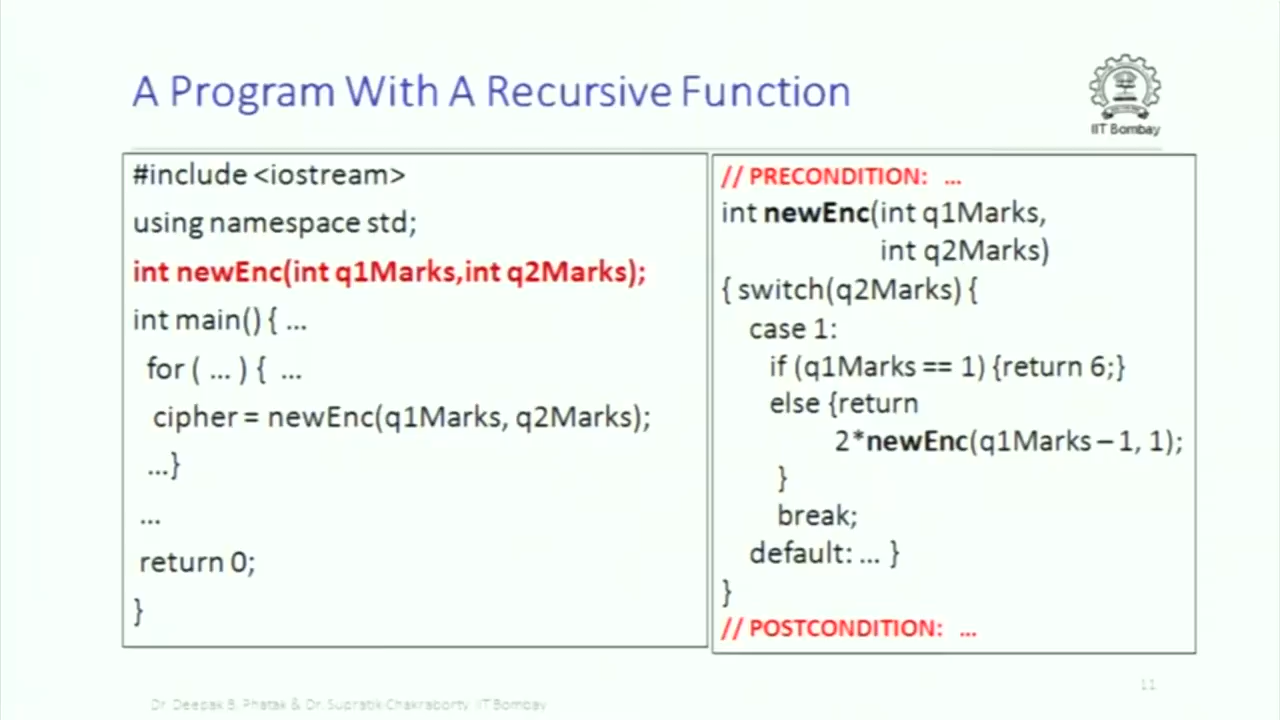 A Program With A Recursive Function
IIT Bombay
#include <iostream>
using namespace std;
int newEnc(int q1Marks,int q2Marks);
int main() { ...
for ( ... ) { ...
cipher = newEnc(q1Marks, q2Marks);
...}
...
return 0;
}
// PRECONDITION: ...
int newEnc(int q1Marks,
int q2Marks)
{ switch(q2Marks) {
case 1:
if (q1Marks == 1) {return 6;}
else {return
2*newEnc(q1Marks – 1, 1);
}
break;
default: ... }
}
// POSTCONDITION: ...
Dr. Deepak B. Phatak & Dr. Supratik Chakraborty, IIT Bombay
11